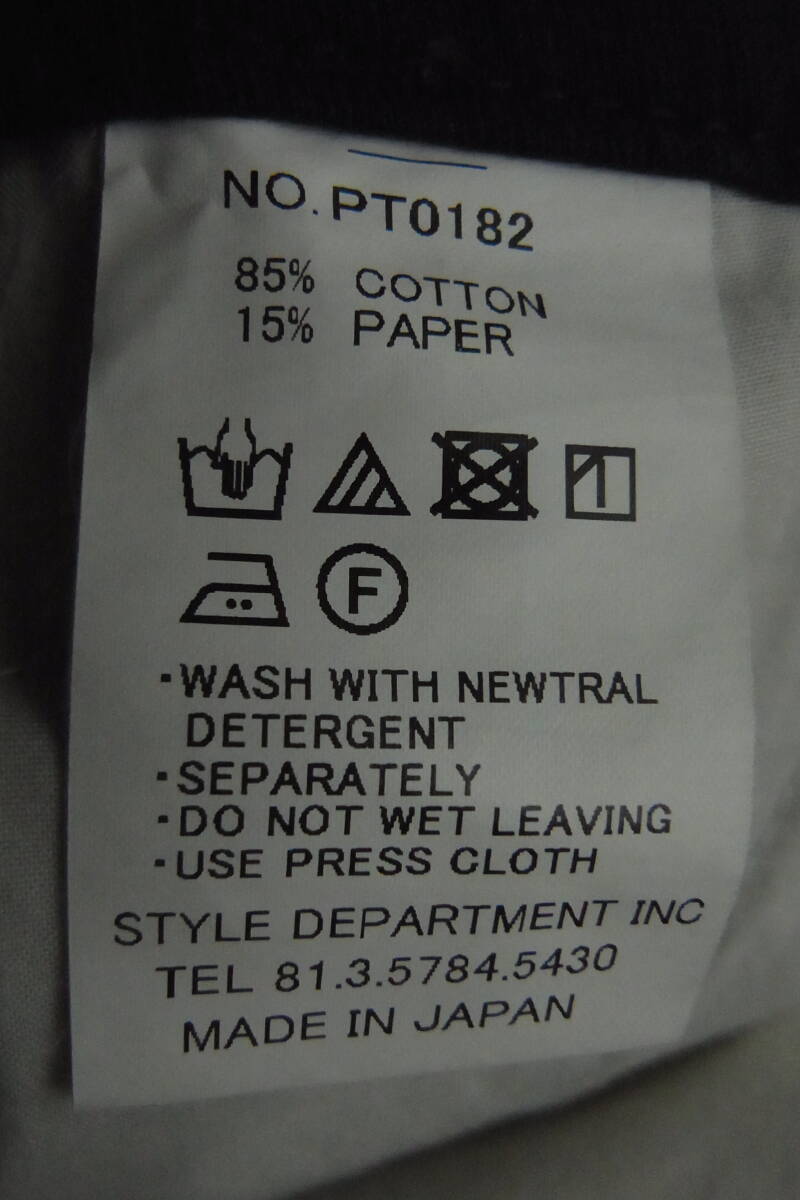 NO. PT0182
85% COTTON
15% PAPER
F
·WASH WITH NEWTRAL
DETERGENT
·SEPARATELY
·DO NOT WET LEAVING
·USE PRESS CLOTH
STYLE DEPARTMENT INC
TEL 81.3.5784.5430
MADE IN JAPAN